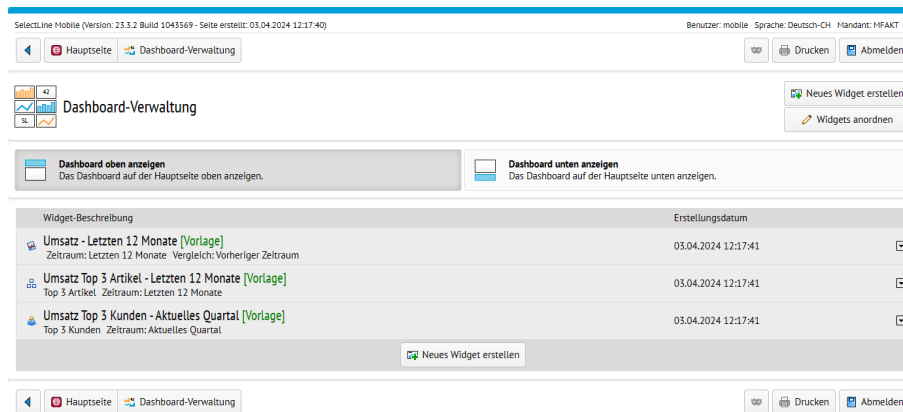 SelectLine Mobile (Version: 23.3.2 Build 1043569 - Seite erstellt: 03.04.2024 12:17:40) Benutzer: mobile Sprache: Deutsch-CH Mandant: MFAKT
Hauptseite Dashboard-Verwaltung Drucken Abmelden
42
SL
Dashboard-Verwaltung
Neues Widget erstellen
Widgets anordnen
Dashboard oben anzeigen
Das Dashboard auf der Hauptseite oben anzeigen.
Dashboard unten anzeigen
Das Dashboard auf der Hauptseite unten anzeigen.
Widget-Beschreibung Erstellungsdatum
Umsatz - Letzten 12 Monate [Vorlage] 03.04.2024 12:17:41
Zeitraum: Letzten 12 Monate Vergleich: Vorheriger Zeitraum
Umsatz Top 3 Artikel - Letzten 12 Monate [Vorlage] 03.04.2024 12:17:41
Top 3 Artikel Zeitraum: Letzten 12 Monate
Umsatz Top 3 Kunden - Aktuelles Quartal [Vorlage] 03.04.2024 12:17:41
Top 3 Kunden Zeitraum: Aktuelles Quartal
Neues Widget erstellen
Hauptseite Dashboard-Verwaltung Drucken Abmelden